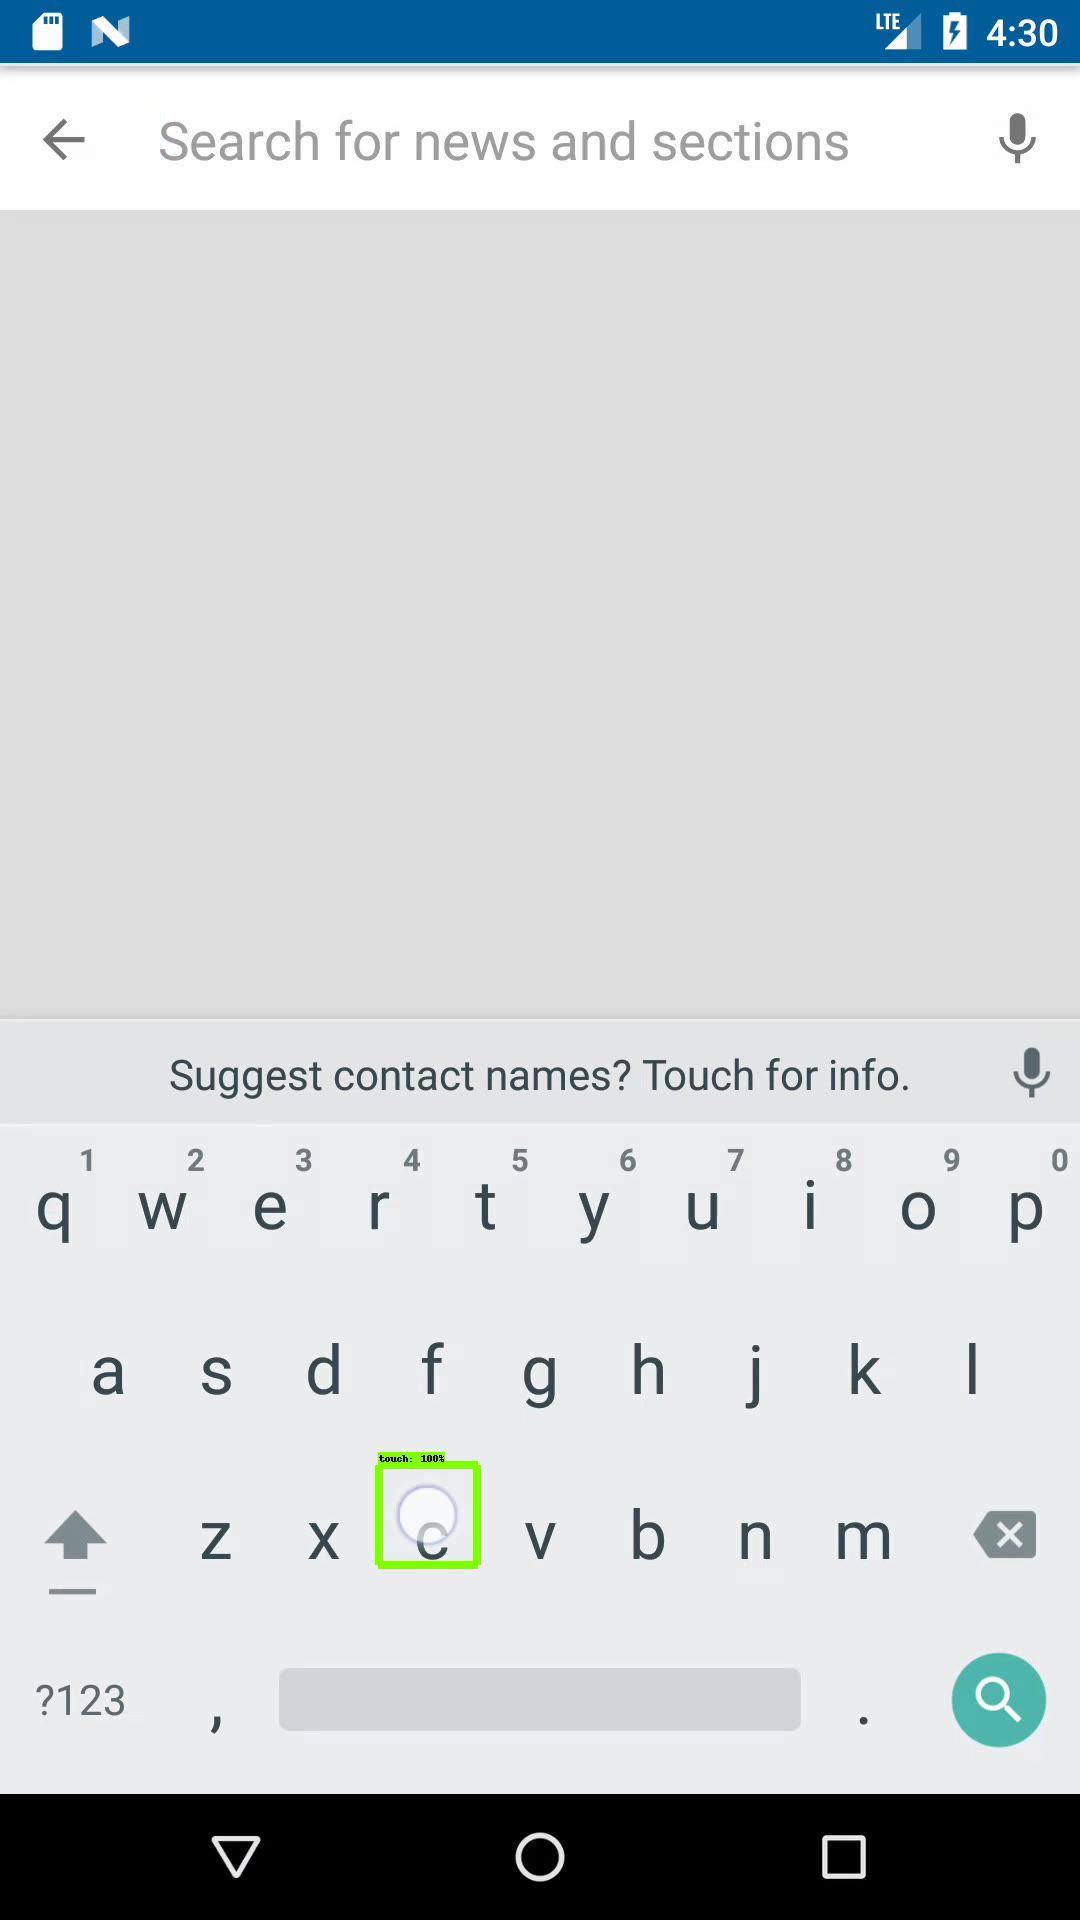 LTE 4:30
Search for news and sections
Suggest contact names? Touch for info.
1 2 3 4 5 6 7 8 9 0
q w e r t y u i o p
a s d f g h j k l
touch: 100%
z x c v b n m
?123 , .